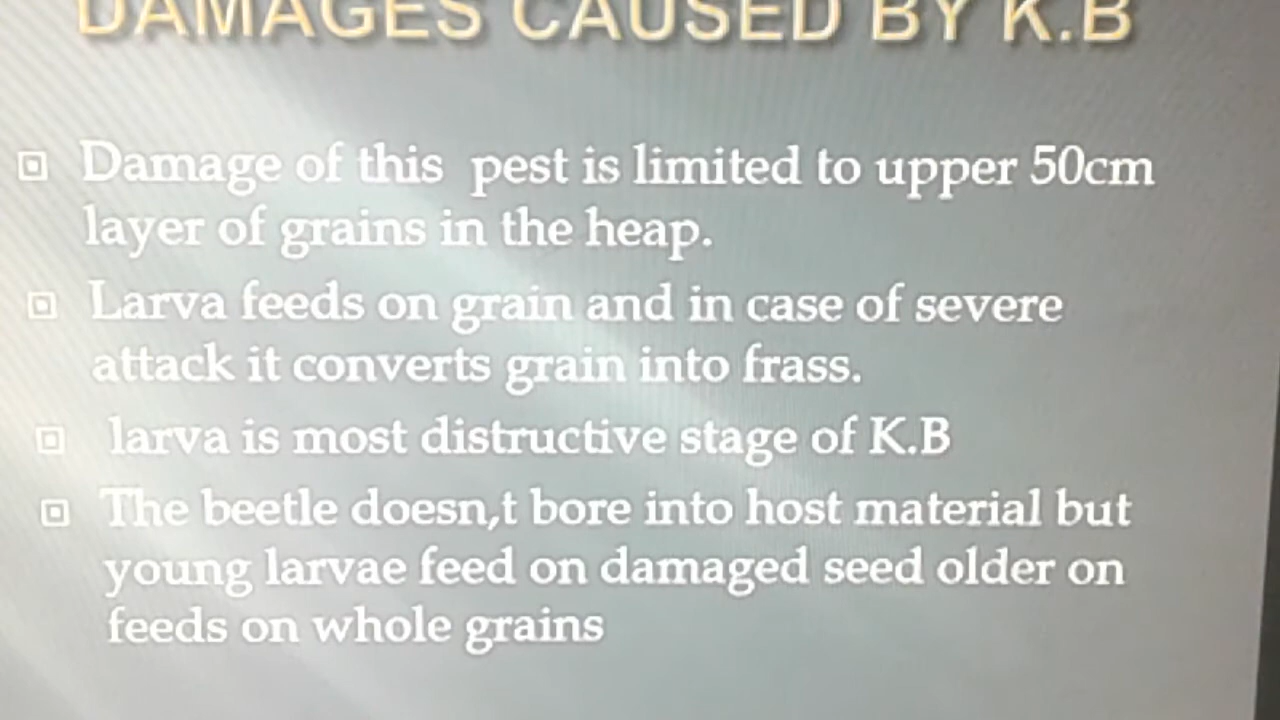 DAMAGES CAUSED BY K.B
Damage of this pest is limited to upper 50cm
layer of grains in the heap.
Larva feeds on grain and in case of severe
attack it converts grain into frass.
larva is most distructive stage of K.B
The beetle doesn,t bore into host material but
young larvae feed on damaged seed older on
feeds on whole grains